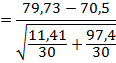 = 79,73 − 70,5 / √(11,41/30 + 97,4/30)